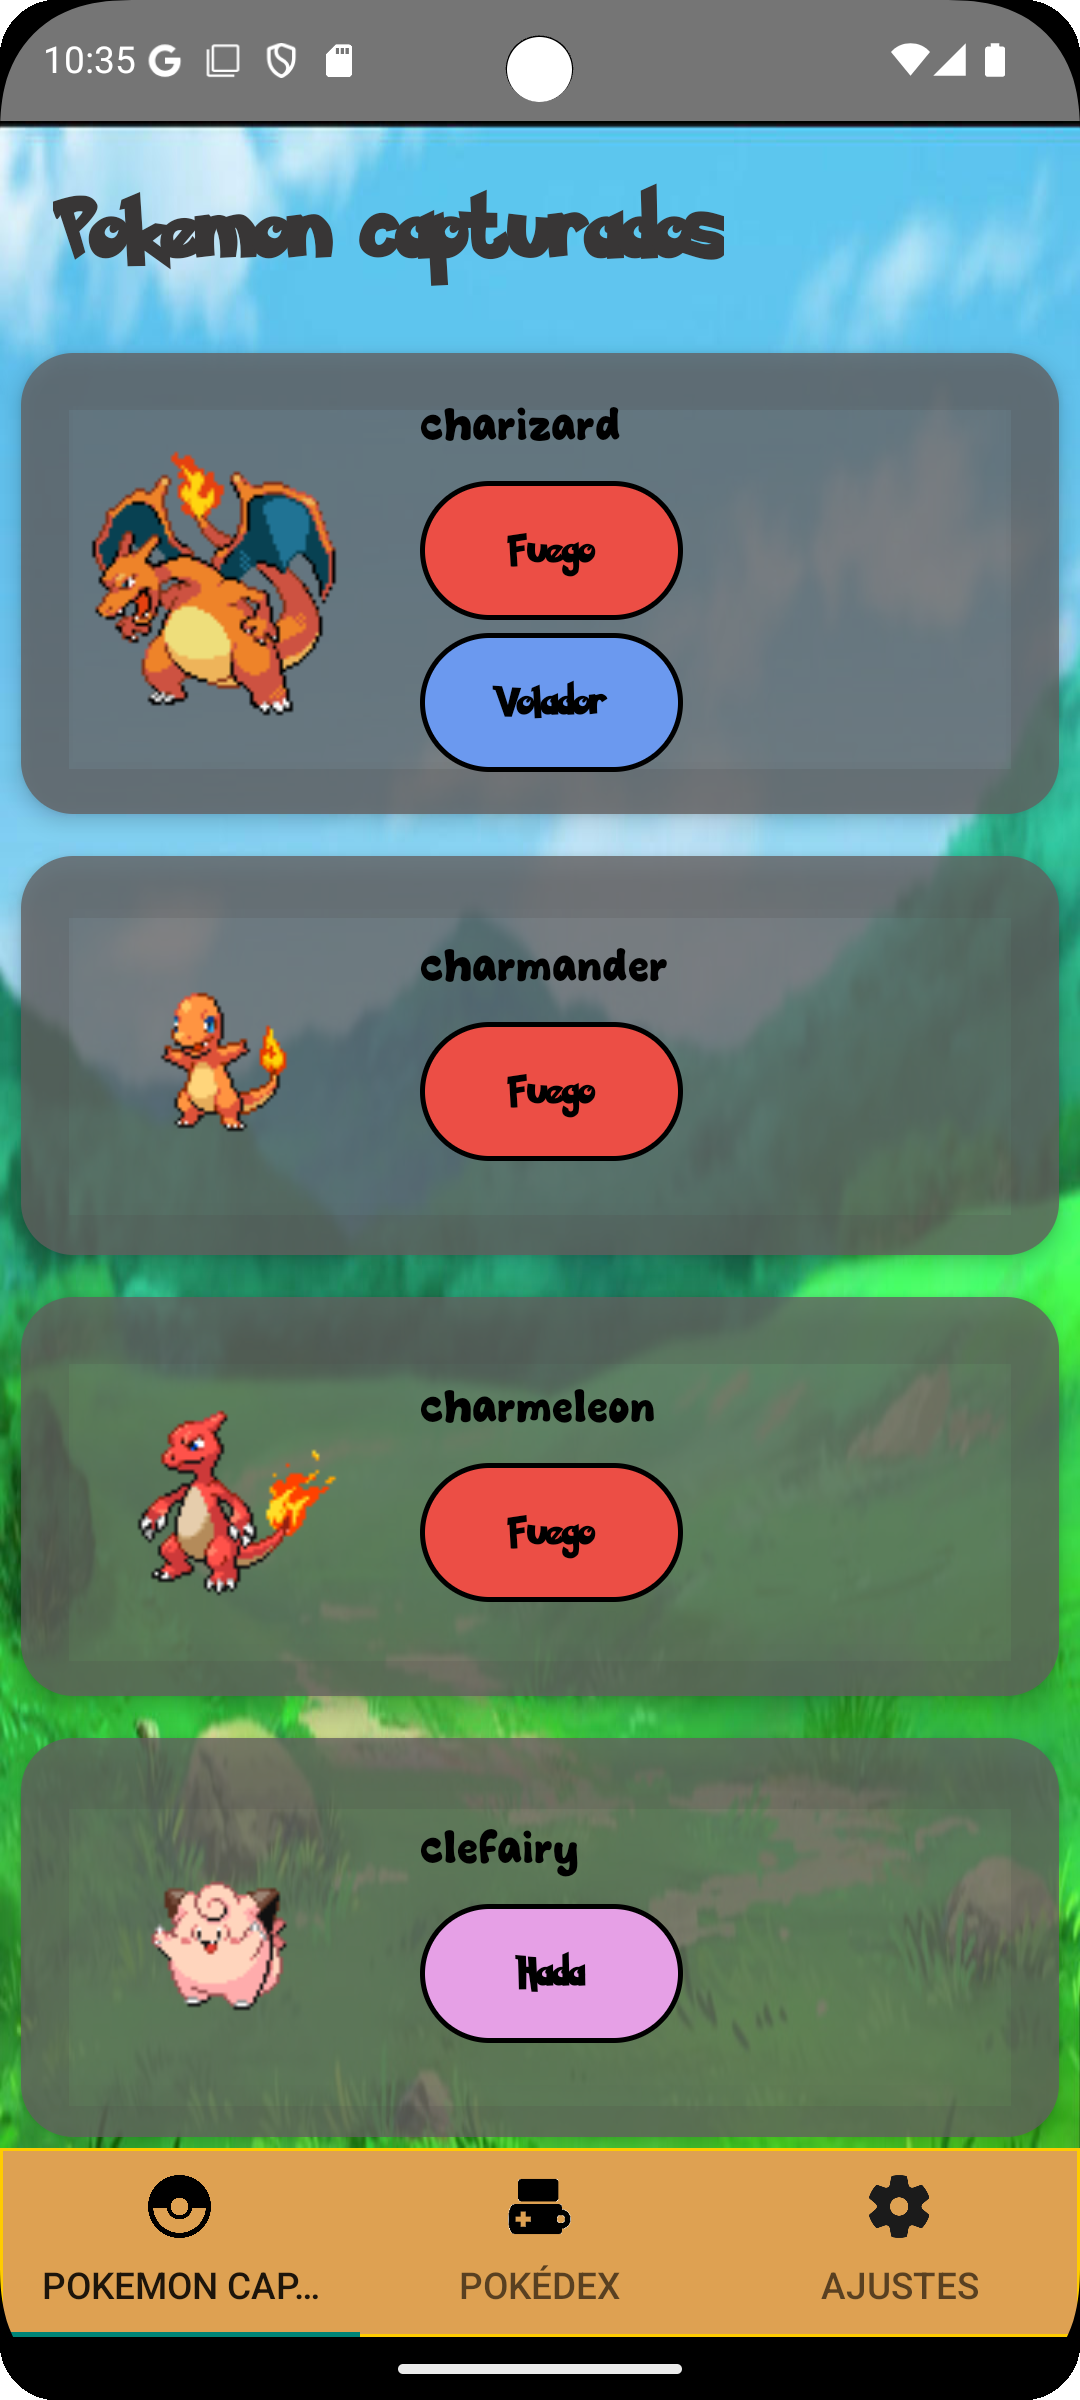 10:35
Pokemon capturados
charizard
Fuego
Volador
charmander
Fuego
charmeleon
Fuego
clefairy
Hada
POKEMON CAP... POKÉDEX AJUSTES